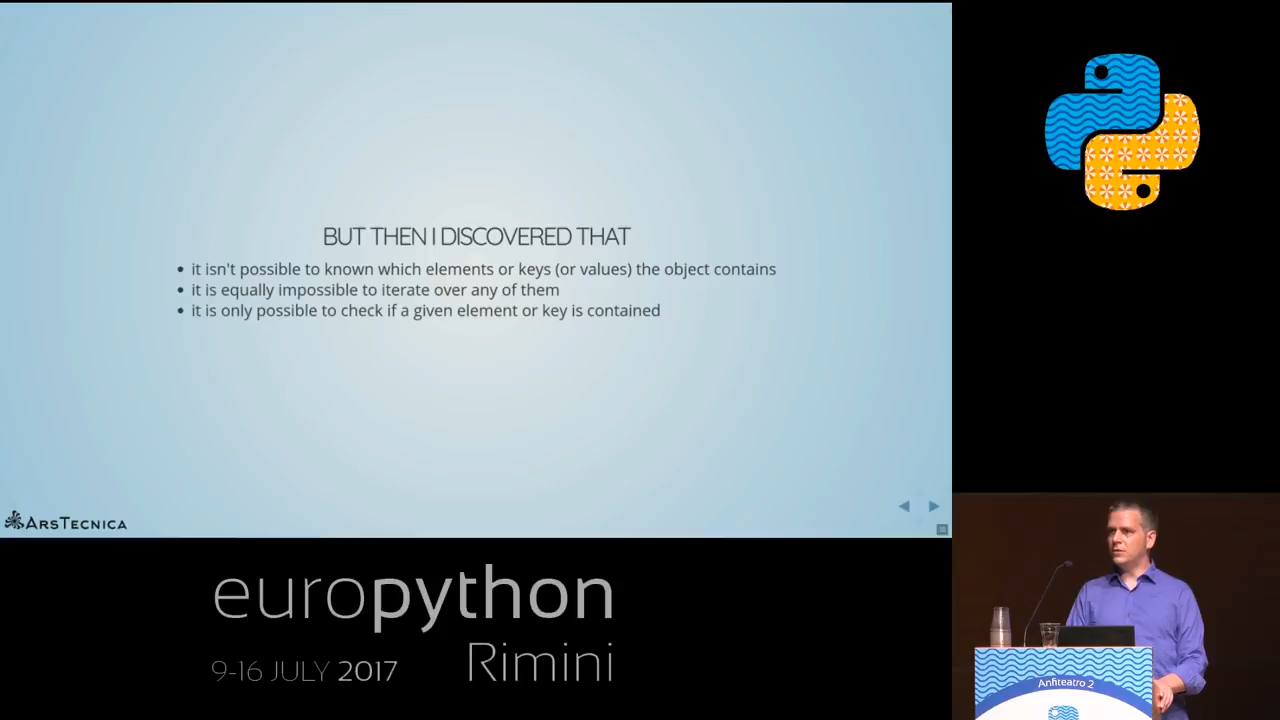 BUT THEN I DISCOVERED THAT
• it isn't possible to known which elements or keys (or values) the object contains
• it is equally impossible to iterate over any of them
• it is only possible to check if a given element or key is contained
ARSTECNICA
europython
9-16 JULY 2017 Rimini
Anfiteatro 2